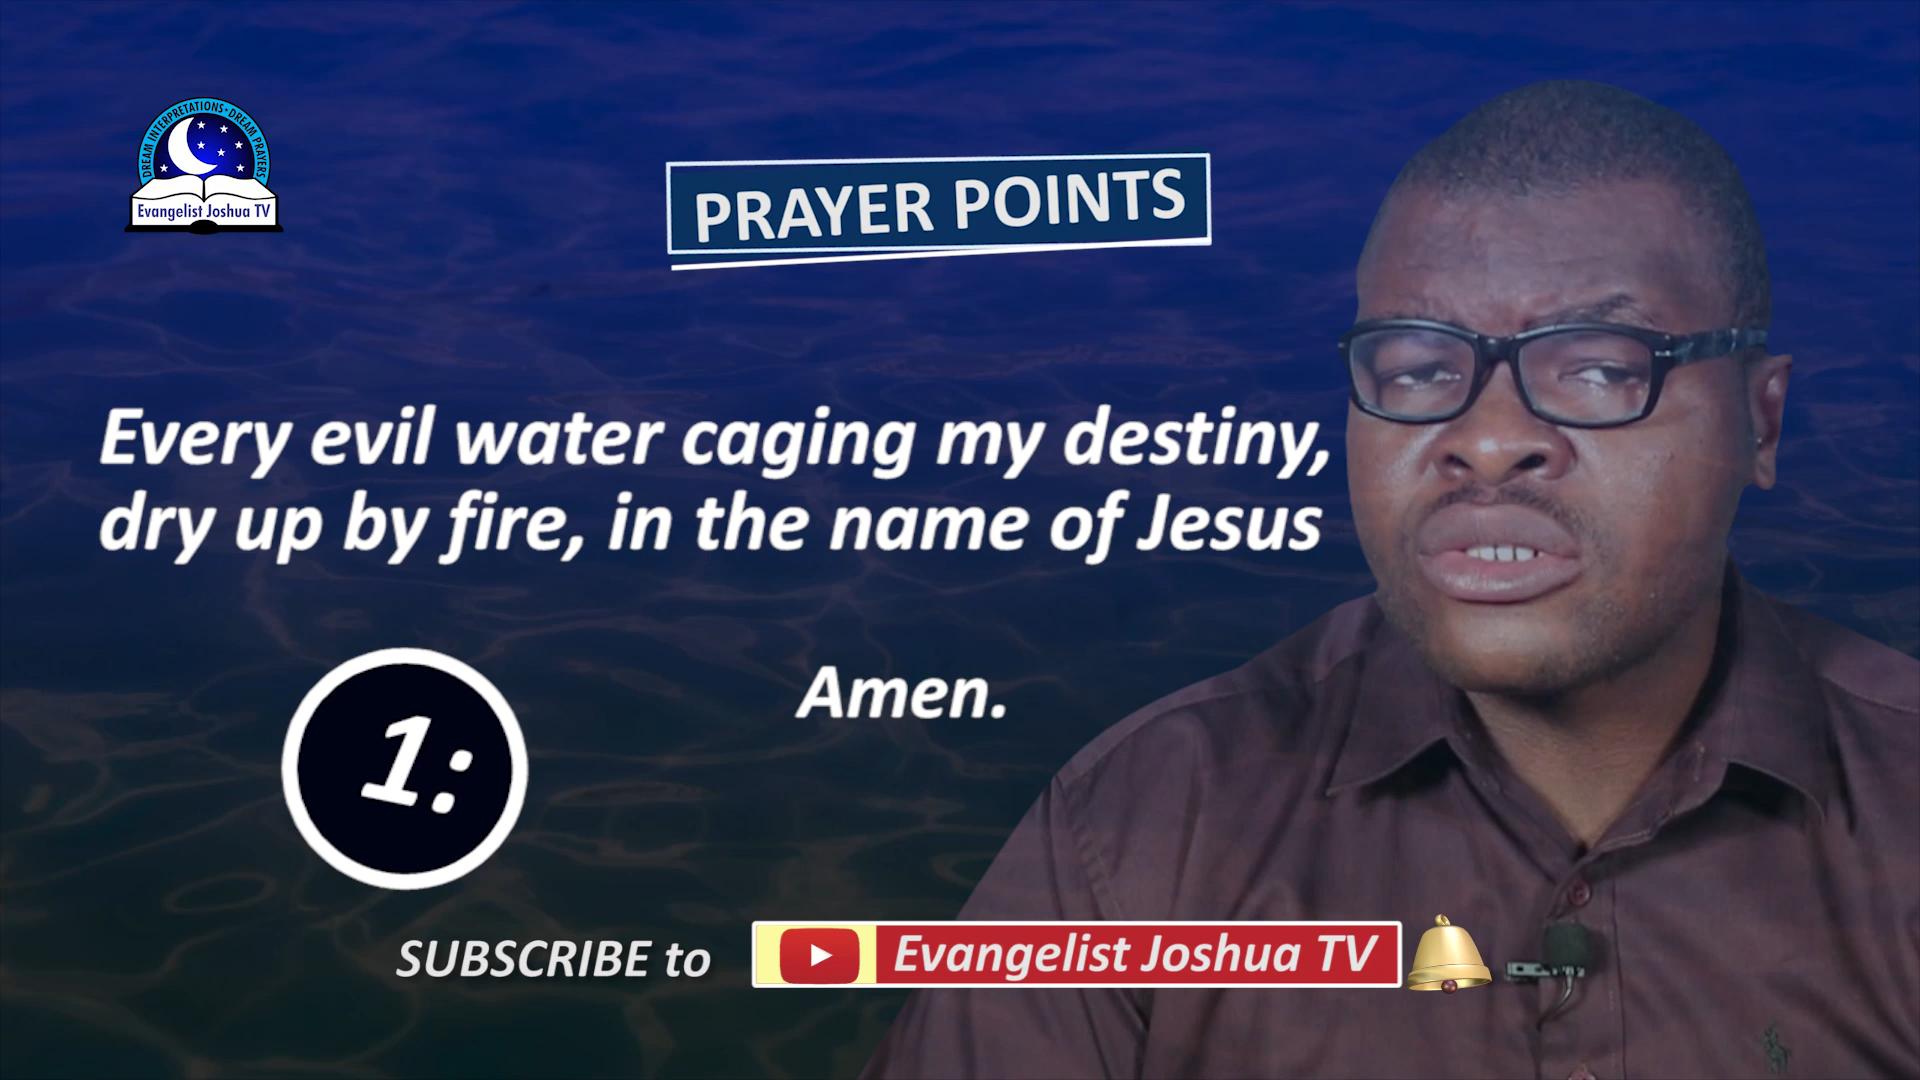 DREAM INTERPRETATIONS · DREAM PRAYERS
Evangelist Joshua TV
PRAYER POINTS
Every evil water caging my destiny,
dry up by fire, in the name of Jesus
Amen.
1:
SUBSCRIBE to
Evangelist Joshua TV